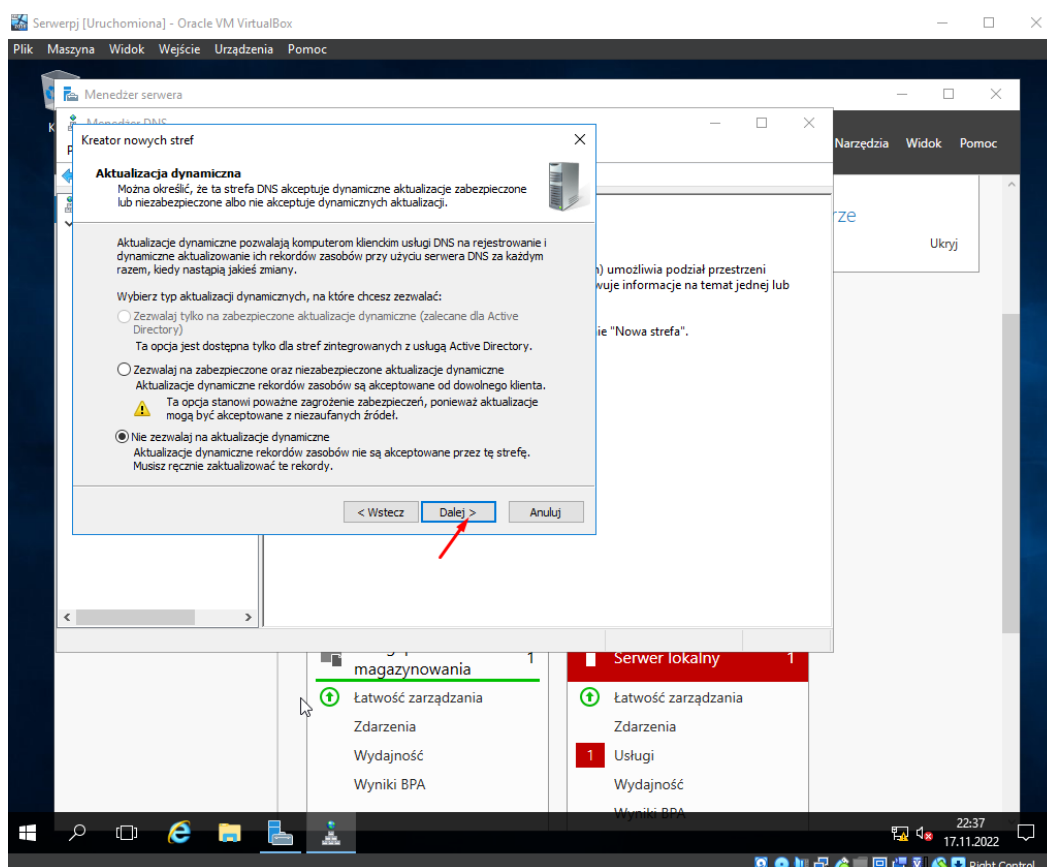 Serwerpj [Uruchomiona] - Oracle VM VirtualBox
Plik Maszyna Widok Wejście Urządzenia Pomoc
Menedżer serwera
Menedżer DNS
Narzędzia Widok Pomoc
Kreator nowych stref
Aktualizacja dynamiczna
Można określić, że ta strefa DNS akceptuje dynamiczne aktualizacje zabezpieczone
lub niezabezpieczone albo nie akceptuje dynamicznych aktualizacji.
Aktualizacje dynamiczne pozwalają komputerom klienckim usługi DNS na rejestrowanie i
dynamiczne aktualizowanie ich rekordów zasobów przy użyciu serwera DNS za każdym
razem, kiedy nastąpią jakieś zmiany.
Wybierz typ aktualizacji dynamicznych, na które chcesz zezwalać:
Zezwalaj tylko na zabezpieczone aktualizacje dynamiczne (zalecane dla Active
Directory)
Ta opcja jest dostępna tylko dla stref zintegrowanych z usługą Active Directory.
Zezwalaj na zabezpieczone oraz niezabezpieczone aktualizacje dynamiczne
Aktualizacje dynamiczne rekordów zasobów są akceptowane od dowolnego klienta.
Ta opcja stanowi poważne zagrożenie zabezpieczeń, ponieważ aktualizacje
mogą być akceptowane z niezaufanych źródeł.
Nie zezwalaj na aktualizacje dynamiczne
Aktualizacje dynamiczne rekordów zasobów nie są akceptowane przez tę strefę.
Musisz ręcznie zaktualizować te rekordy.
< Wstecz Dalej > Anuluj
) umożliwia podział przestrzeni
wuje informacje na temat jednej lub
ie "Nowa strefa".
rze
Ukryj
magazynowania 1
Łatwość zarządzania
Zdarzenia
Wydajność
Wyniki BPA
Serwer lokalny 1
Łatwość zarządzania
Zdarzenia
1 Usługi
Wydajność
Wyniki BPA
22:37
17.11.2022
Right Control